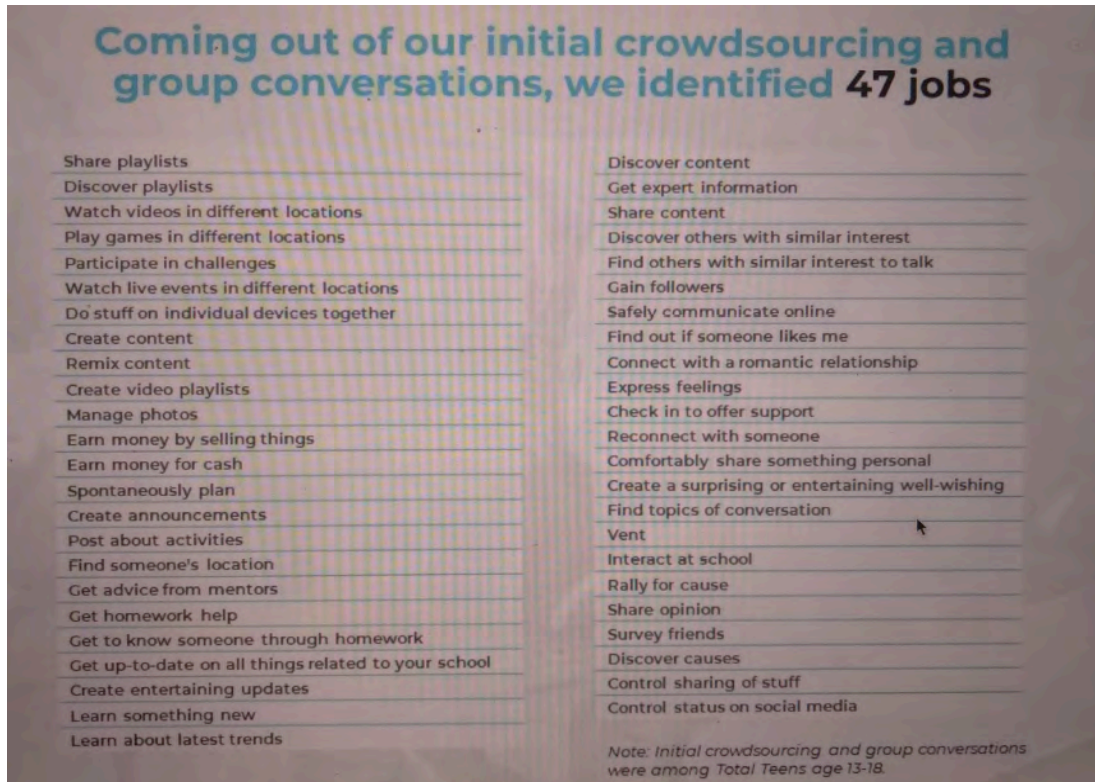 Coming out of our initial crowdsourcing and
group conversations, we identified 47 jobs
Share playlists
Discover playlists
Watch videos in different locations
Play games in different locations
Participate in challenges
Watch live events in different locations
Do stuff on individual devices together
Create content
Remix content
Create video playlists
Manage photos
Earn money by selling things
Earn money for cash
Spontaneously plan
Create announcements
Post about activities
Find someone's location
Get advice from mentors
Get homework help
Get to know someone through homework
Get up-to-date on all things related to your school
Create entertaining updates
Learn something new
Learn about latest trends
Discover content
Get expert information
Share content
Discover others with similar interest
Find others with similar interest to talk
Gain followers
Safely communicate online
Find out if someone likes me
Connect with a romantic relationship
Express feelings
Check in to offer support
Reconnect with someone
Comfortably share something personal
Create a surprising or entertaining well-wishing
Find topics of conversation
Vent
Interact at school
Rally for cause
Share opinion
Survey friends
Discover causes
Control sharing of stuff
Control status on social media
Note: Initial crowdsourcing and group conversations
were among Total Teens age 13-18.